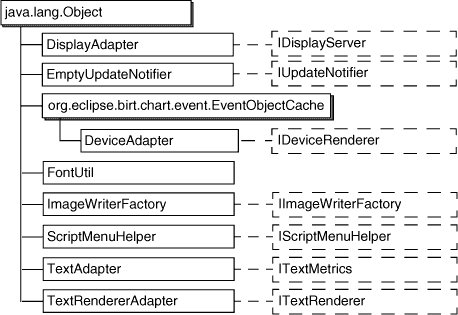 java.lang.Object
DisplayAdapter IDisplayServer
EmptyUpdateNotifier IUpdateNotifier
org.eclipse.birt.chart.event.EventObjectCache
DeviceAdapter IDeviceRenderer
FontUtil
ImageWriterFactory IImageWriterFactory
ScriptMenuHelper IScriptMenuHelper
TextAdapter ITextMetrics
TextRendererAdapter ITextRenderer